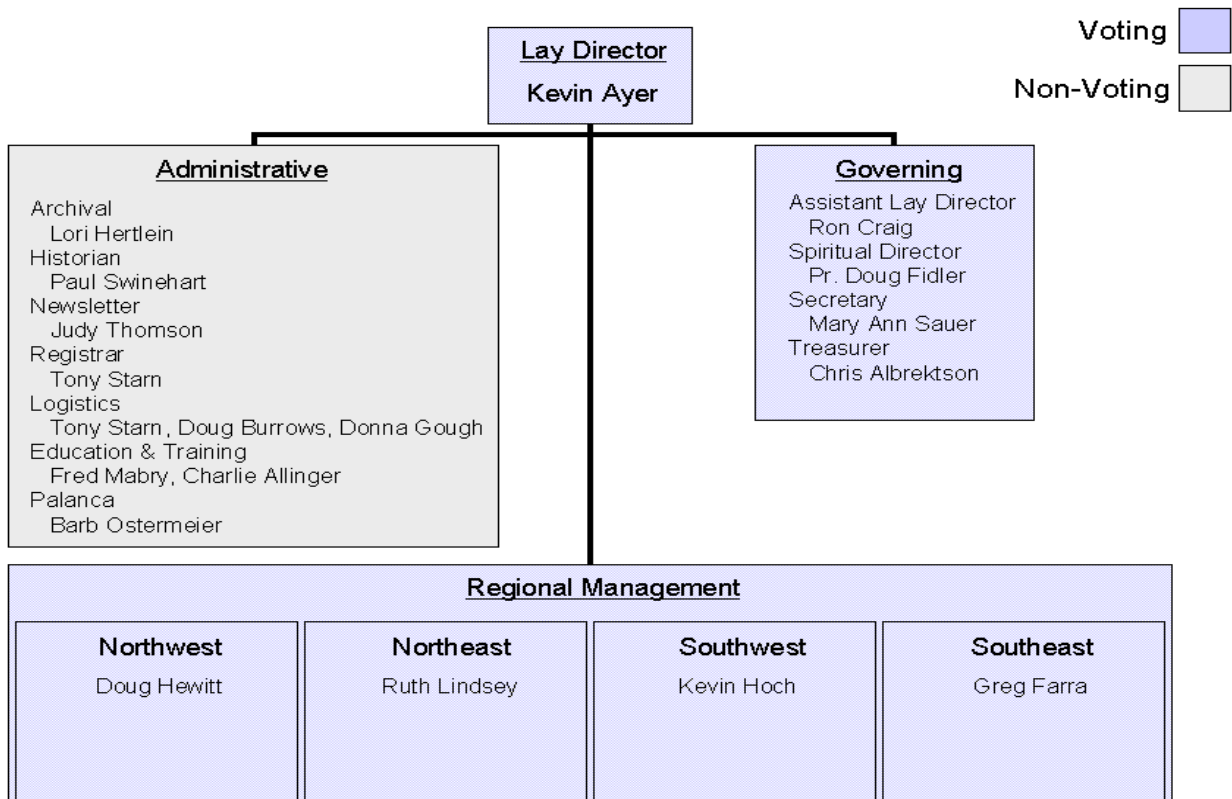 Voting
Non-Voting
Lay Director
Kevin Ayer
Administrative
Archival
Lori Hertlein
Historian
Paul Swinehart
Newsletter
Judy Thomson
Registrar
Tony Starn
Logistics
Tony Starn, Doug Burrows, Donna Gough
Education & Training
Fred Mabry, Charlie Allinger
Palanca
Barb Ostermeier
Governing
Assistant Lay Director
Ron Craig
Spiritual Director
Pr. Doug Fidler
Secretary
Mary Ann Sauer
Treasurer
Chris Albrektson
Regional Management
Northwest
Doug Hewitt
Northeast
Ruth Lindsey
Southwest
Kevin Hoch
Southeast
Greg Farra